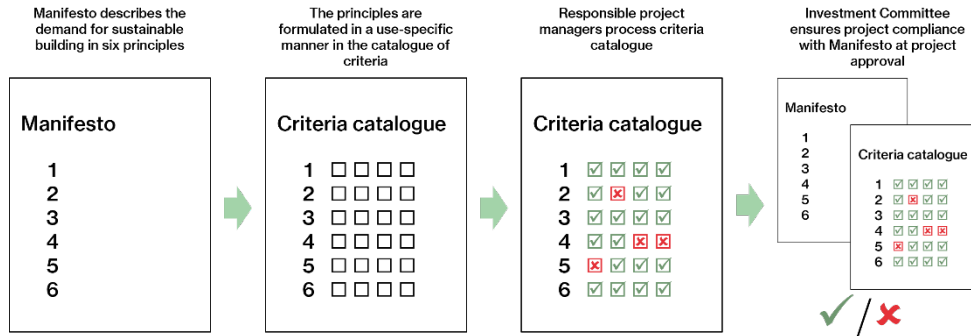 Manifesto describes the
demand for sustainable
building in six principles
The principles are
formulated in a use-specific
manner in the catalogue of
criteria
Responsible project
managers process criteria
catalogue
Investment Committee
ensures project compliance
with Manifesto at project
approval
Manifesto
1
2
3
4
5
6
Criteria catalogue
1
2
3
4
5
6
Criteria catalogue
1
2
3
4
5
6
Manifesto
1
2
3
4
5
6
Criteria catalogue
1
2
3
4
5
6